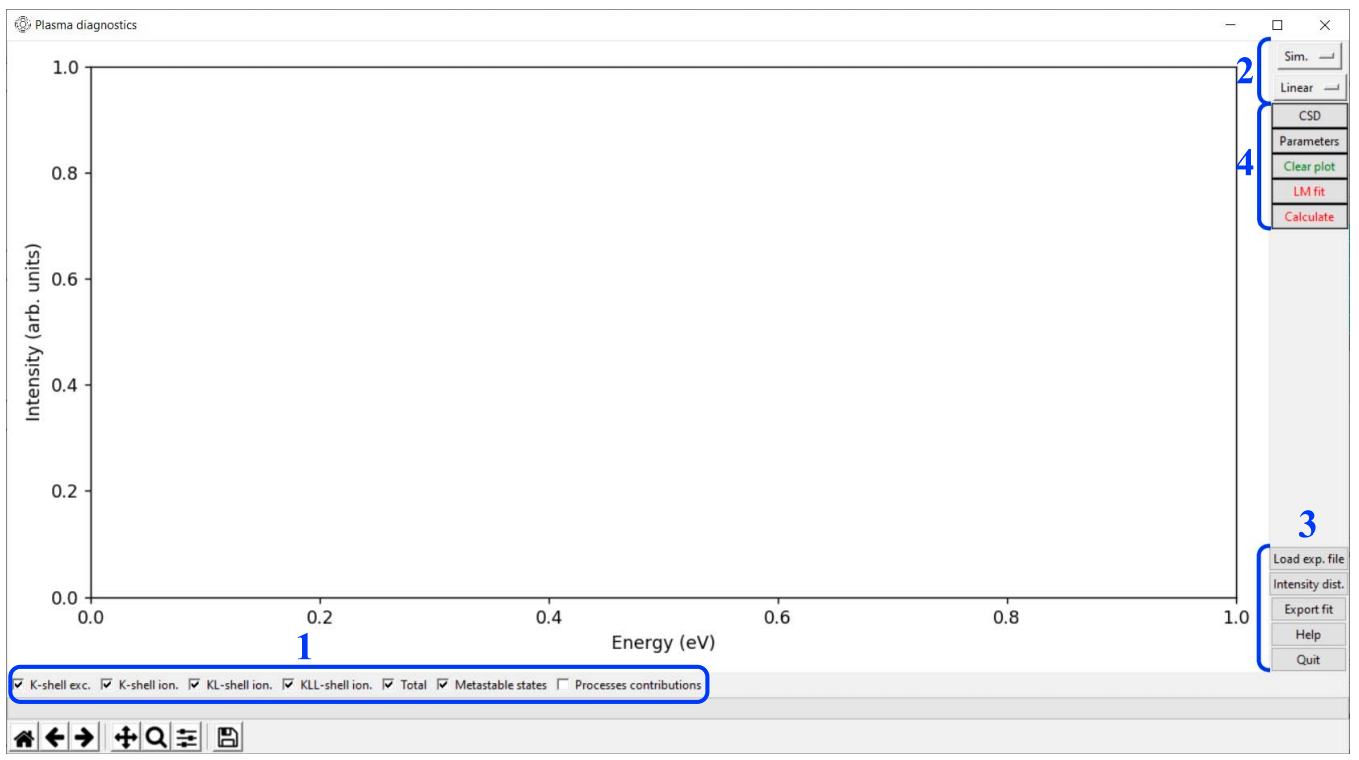 Plasma diagnostics
2
Sim.
Linear
4
CSD
Parameters
Clear plot
LM fit
Calculate
1.0
0.8
0.6
0.4
0.2
0.0
Intensity (arb. units)
0.0 0.2 0.4 0.6 0.8 1.0
Energy (eV)
3
Load exp. file
Intensity dist.
Export fit
Help
Quit
1
K-shell exc. K-shell ion. KL-shell ion. KLL-shell ion. Total Metastable states Processes contributions